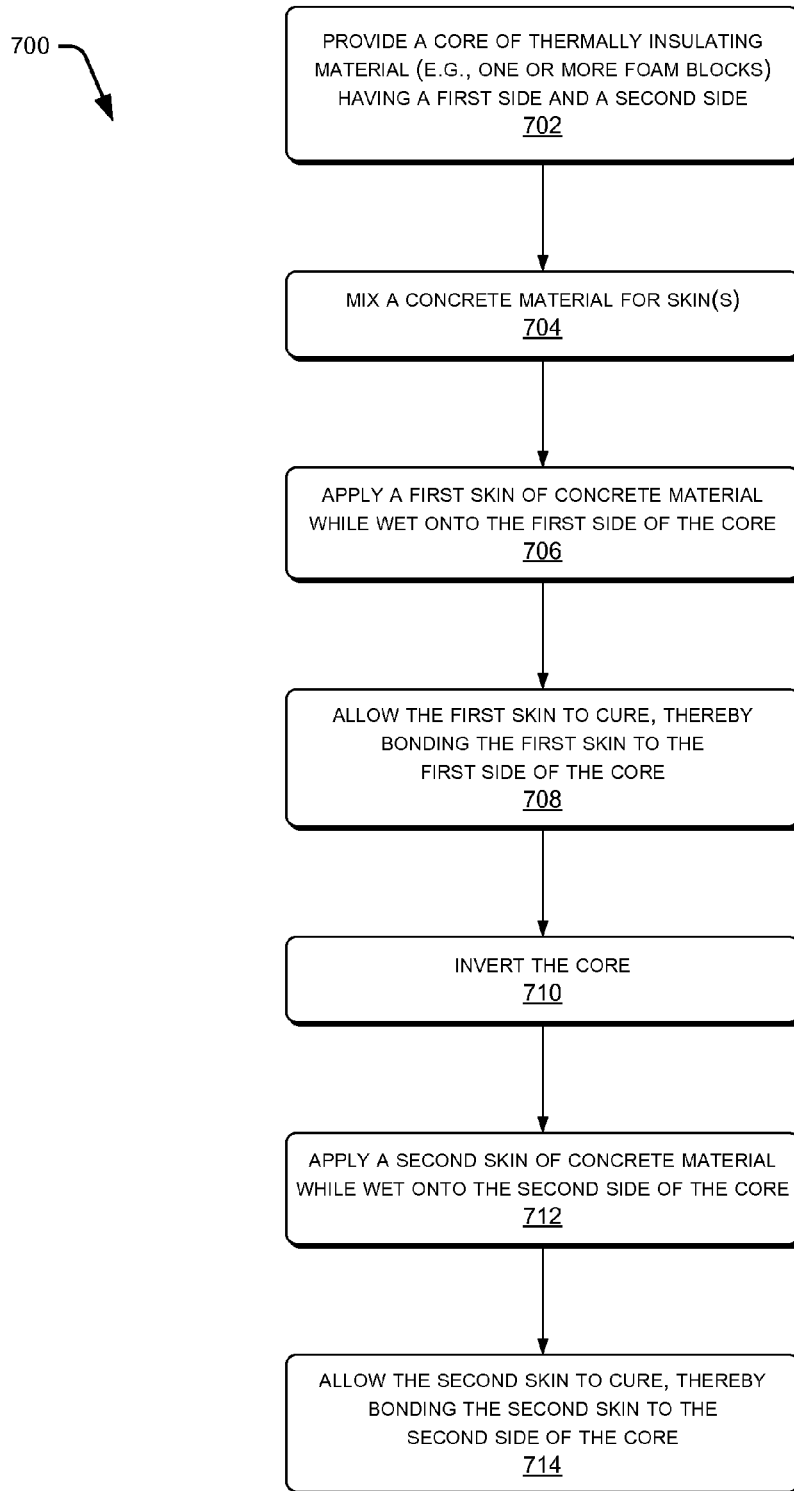 700
PROVIDE A CORE OF THERMALLY INSULATING
MATERIAL (E.G., ONE OR MORE FOAM BLOCKS)
HAVING A FIRST SIDE AND A SECOND SIDE
702
MIX A CONCRETE MATERIAL FOR SKIN(S)
704
APPLY A FIRST SKIN OF CONCRETE MATERIAL
WHILE WET ONTO THE FIRST SIDE OF THE CORE
706
ALLOW THE FIRST SKIN TO CURE, THEREBY
BONDING THE FIRST SKIN TO THE
FIRST SIDE OF THE CORE
708
INVERT THE CORE
710
APPLY A SECOND SKIN OF CONCRETE MATERIAL
WHILE WET ONTO THE SECOND SIDE OF THE CORE
712
ALLOW THE SECOND SKIN TO CURE, THEREBY
BONDING THE SECOND SKIN TO THE
SECOND SIDE OF THE CORE
714